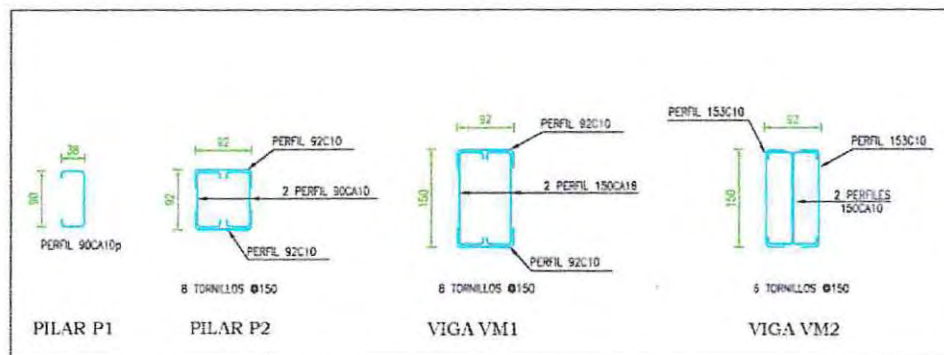 38
90
PERFIL 90CA10p
PILAR P1
92
92
PERFIL 92C10
2 PERFIL 90CA10
PERFIL 92C10
8 TORNILLOS Ø150
PILAR P2
92
150
PERFIL 92C10
2 PERFIL 150CA18
PERFIL 92C10
8 TORNILLOS Ø150
VIGA VM1
PERFIL 153C10
92
150
PERFIL 153C10
2 PERFILES
150CA10
6 TORNILLOS Ø150
VIGA VM2